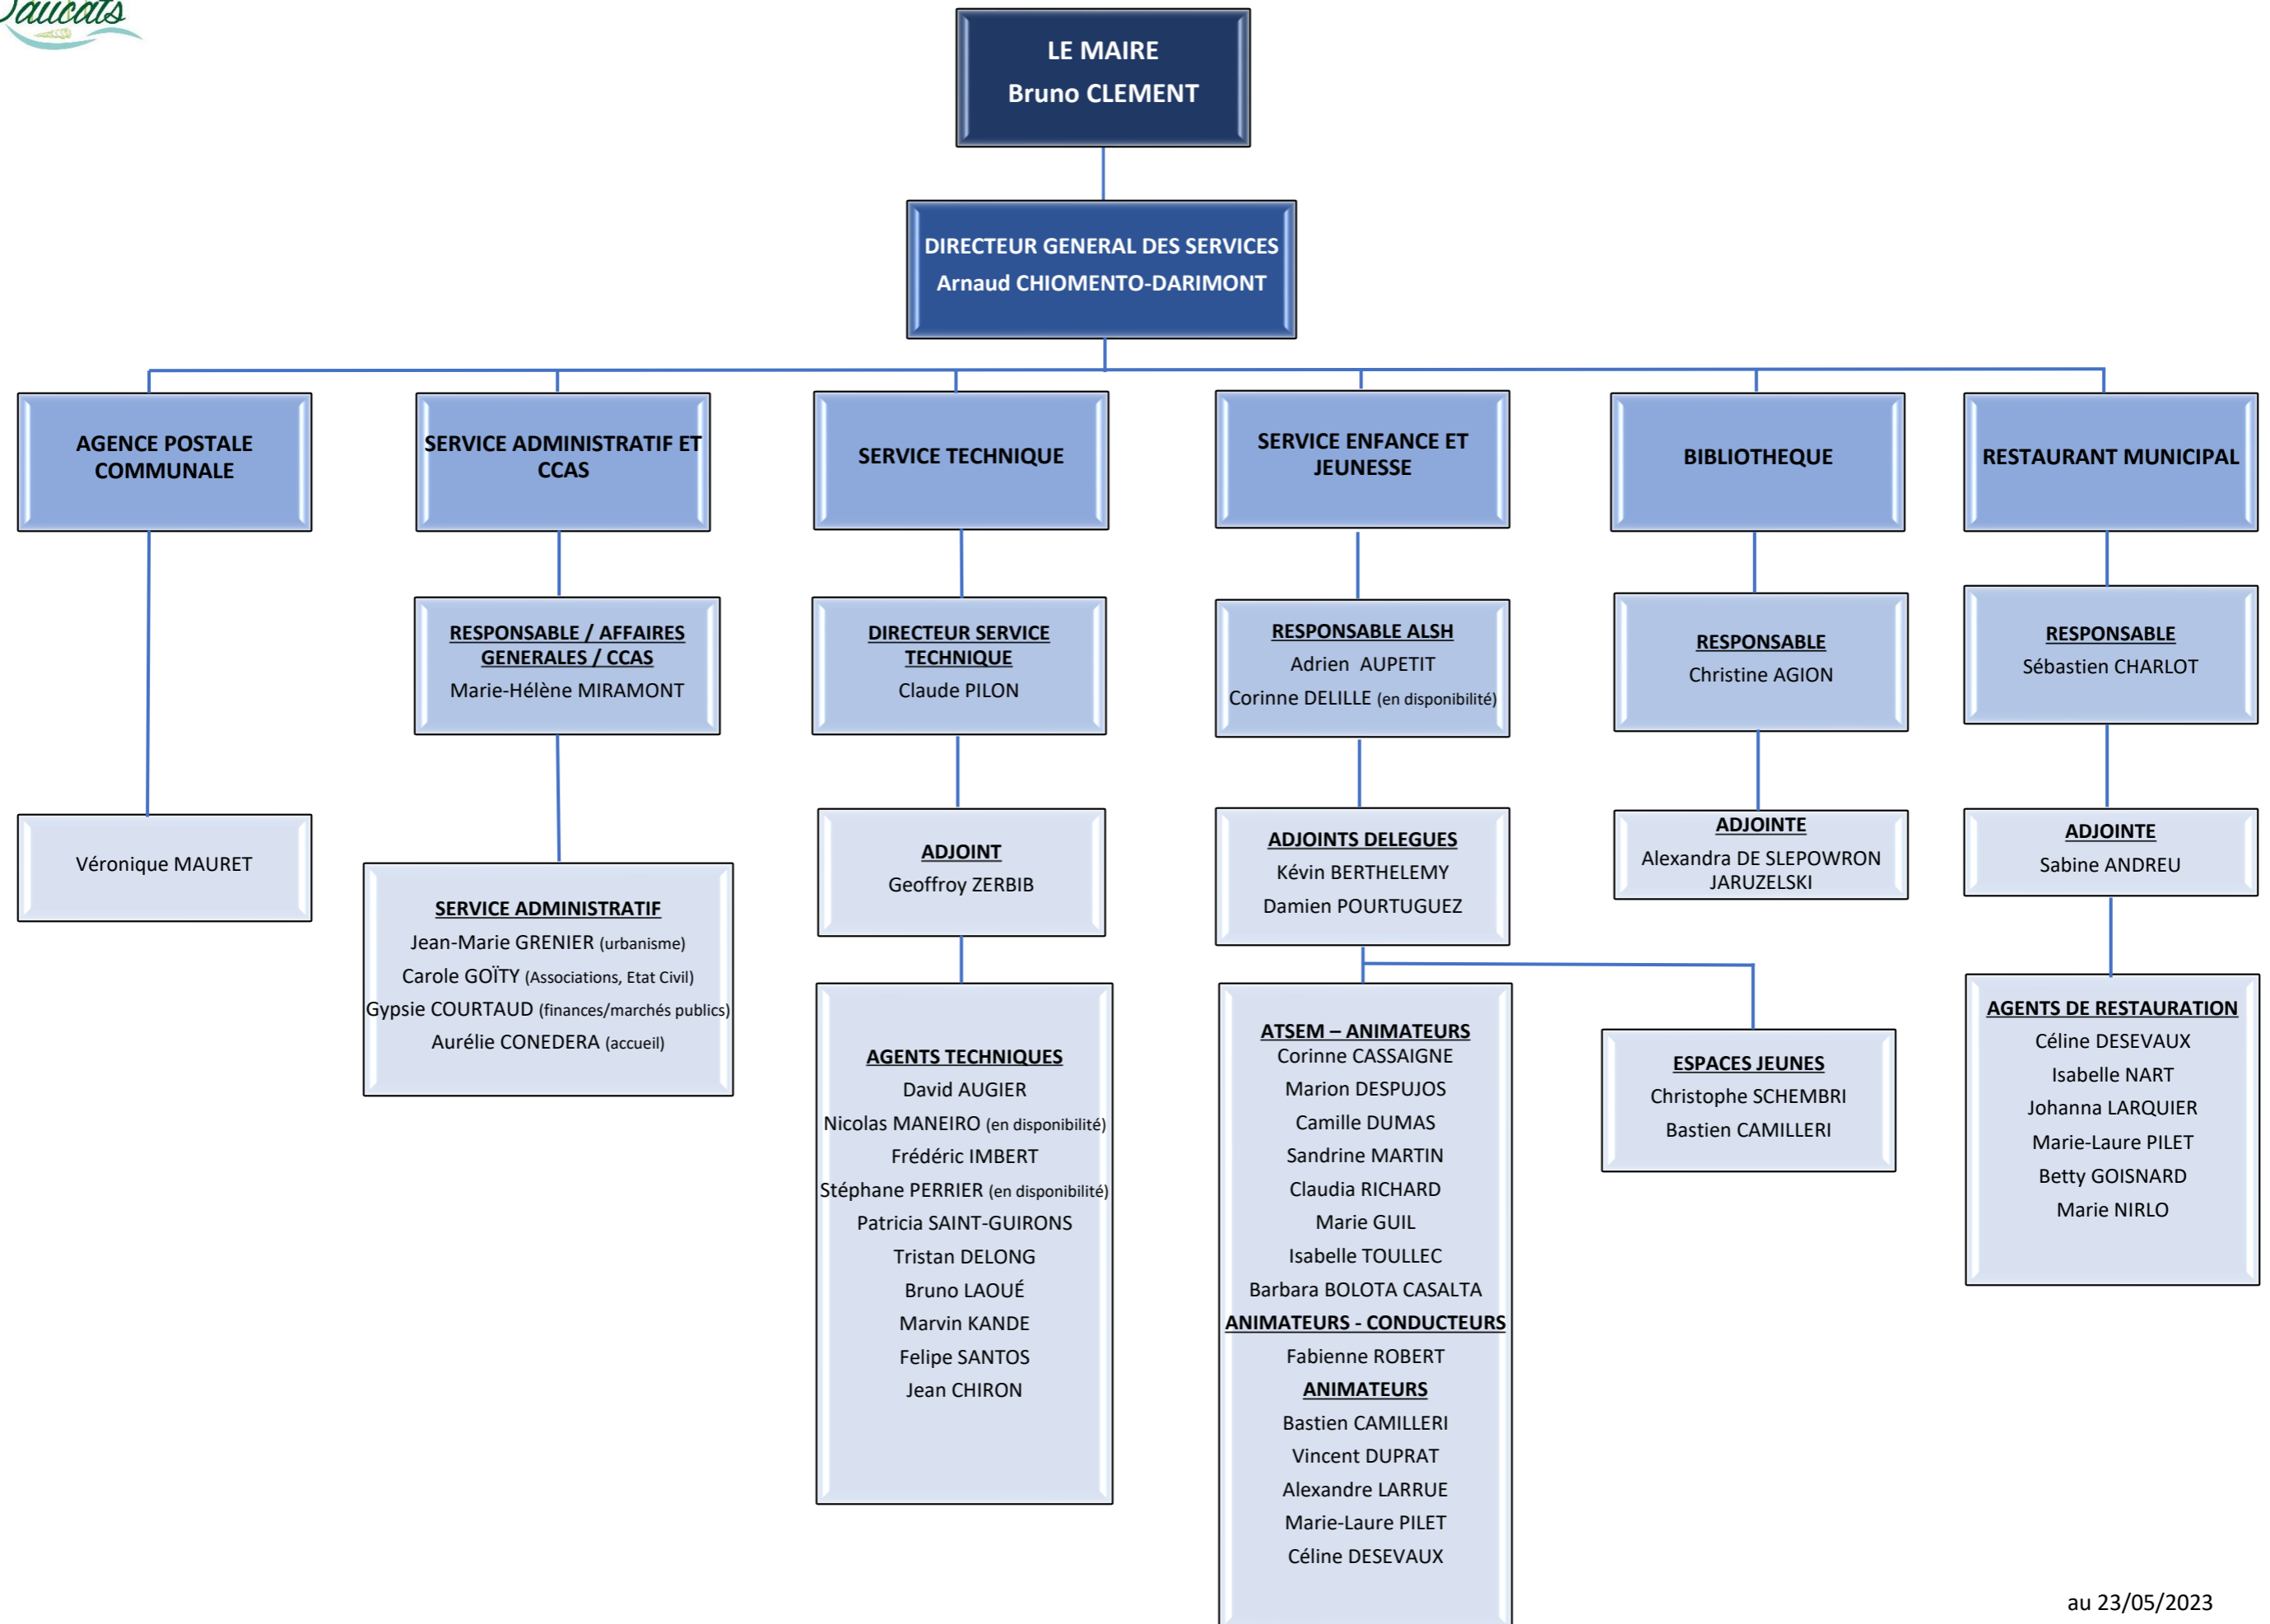 Saucats
LE MAIRE
Bruno CLEMENT
DIRECTEUR GENERAL DES SERVICES
Arnaud CHIOMENTO-DARIMONT
AGENCE POSTALE
COMMUNALE
SERVICE ADMINISTRATIF ET
CCAS
SERVICE TECHNIQUE
SERVICE ENFANCE ET
JEUNESSE
BIBLIOTHEQUE
RESTAURANT MUNICIPAL
RESPONSABLE / AFFAIRES
GENERALES / CCAS
Marie-Hélène MIRAMONT
DIRECTEUR SERVICE
TECHNIQUE
Claude PILON
RESPONSABLE ALSH
Adrien AUPETIT
Corinne DELILLE (en disponibilité)
RESPONSABLE
Christine AGION
RESPONSABLE
Sébastien CHARLOT
Véronique MAURET
SERVICE ADMINISTRATIF
Jean-Marie GRENIER (urbanisme)
Carole GOÏTY (Associations, Etat Civil)
Gypsie COURTAUD (finances/marchés publics)
Aurélie CONEDERA (accueil)
ADJOINT
Geoffroy ZERBIB
ADJOINTS DELEGUES
Kévin BERTHELEMY
Damien POURTUGUEZ
ADJOINTE
Alexandra DE SLEPOWRON
JARUZELSKI
ADJOINTE
Sabine ANDREU
AGENTS TECHNIQUES
David AUGIER
Nicolas MANEIRO (en disponibilité)
Frédéric IMBERT
Stéphane PERRIER (en disponibilité)
Patricia SAINT-GUIRONS
Tristan DELONG
Bruno LAOUÉ
Marvin KANDE
Felipe SANTOS
Jean CHIRON
ATSEM – ANIMATEURS
Corinne CASSAIGNE
Marion DESPUJOS
Camille DUMAS
Sandrine MARTIN
Claudia RICHARD
Marie GUIL
Isabelle TOULLEC
Barbara BOLOTA CASALTA
ANIMATEURS - CONDUCTEURS
Fabienne ROBERT
ANIMATEURS
Bastien CAMILLERI
Vincent DUPRAT
Alexandre LARRUE
Marie-Laure PILET
Céline DESEVAUX
ESPACES JEUNES
Christophe SCHEMBRI
Bastien CAMILLERI
AGENTS DE RESTAURATION
Céline DESEVAUX
Isabelle NART
Johanna LARQUIER
Marie-Laure PILET
Betty GOISNARD
Marie NIRLO
au 23/05/2023